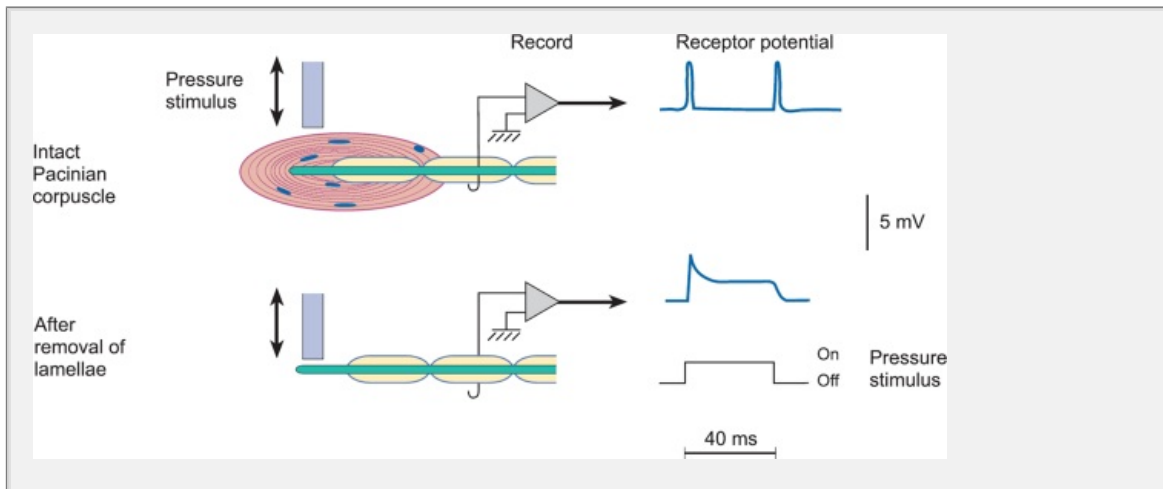 Record
Receptor potential
Pressure
stimulus
Intact
Pacinian
corpuscle
5 mV
After
removal of
lamellae
On
Off
Pressure
stimulus
40 ms